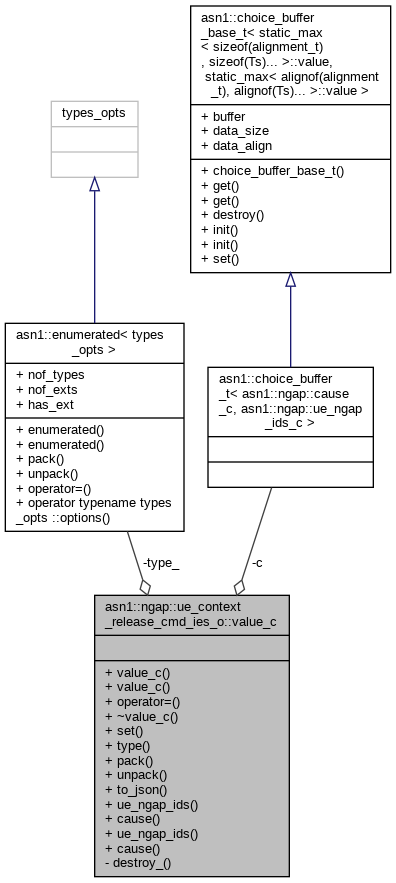 asn1::choice_buffer
_base_t< static_max
< sizeof(alignment_t)
, sizeof(Ts)... >::value,
static_max< alignof(alignment
_t), alignof(Ts)... >::value >
+ buffer
+ data_size
+ data_align
+ choice_buffer_base_t()
+ get()
+ get()
+ destroy()
+ init()
+ init()
+ set()
types_opts
asn1::enumerated< types
_opts >
+ nof_types
+ nof_exts
+ has_ext
+ enumerated()
+ enumerated()
+ pack()
+ unpack()
+ operator=()
+ operator typename types
_opts ::options()
asn1::choice_buffer
_t< asn1::ngap::cause
_c, asn1::ngap::ue_ngap
_ids_c >
-type_
-c
asn1::ngap::ue_context
_release_cmd_ies_o::value_c
+ value_c()
+ value_c()
+ operator=()
+ ~value_c()
+ set()
+ type()
+ pack()
+ unpack()
+ to_json()
+ ue_ngap_ids()
+ cause()
+ ue_ngap_ids()
+ cause()
- destroy_()